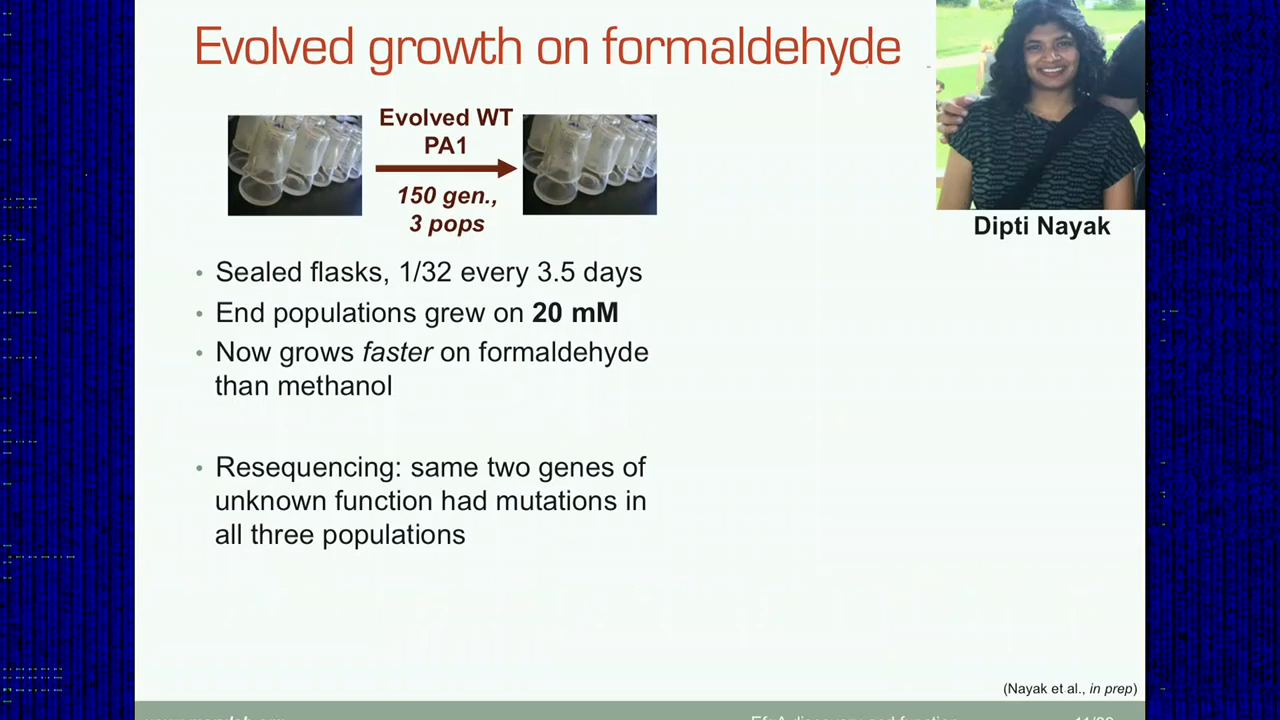 Evolved growth on formaldehyde
Evolved WT
PA1
150 gen.,
3 pops
Dipti Nayak
• Sealed flasks, 1/32 every 3.5 days
• End populations grew on 20 mM
• Now grows faster on formaldehyde
than methanol
• Resequencing: same two genes of
unknown function had mutations in
all three populations
(Nayak et al., in prep)